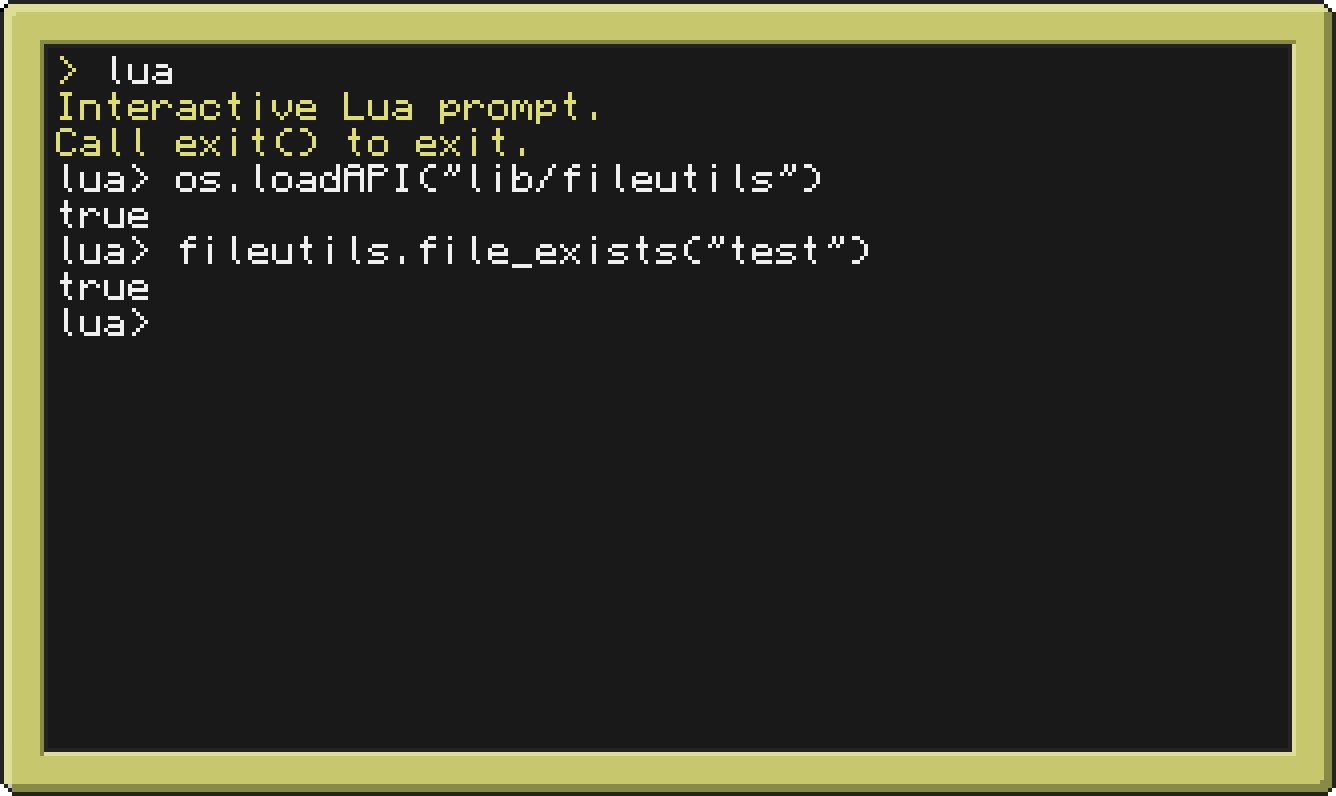 > lua
Interactive Lua prompt.
Call exit() to exit.
lua> os.loadAPI("lib/fileutils")
true
lua> fileutils.file_exists("test")
true
lua>